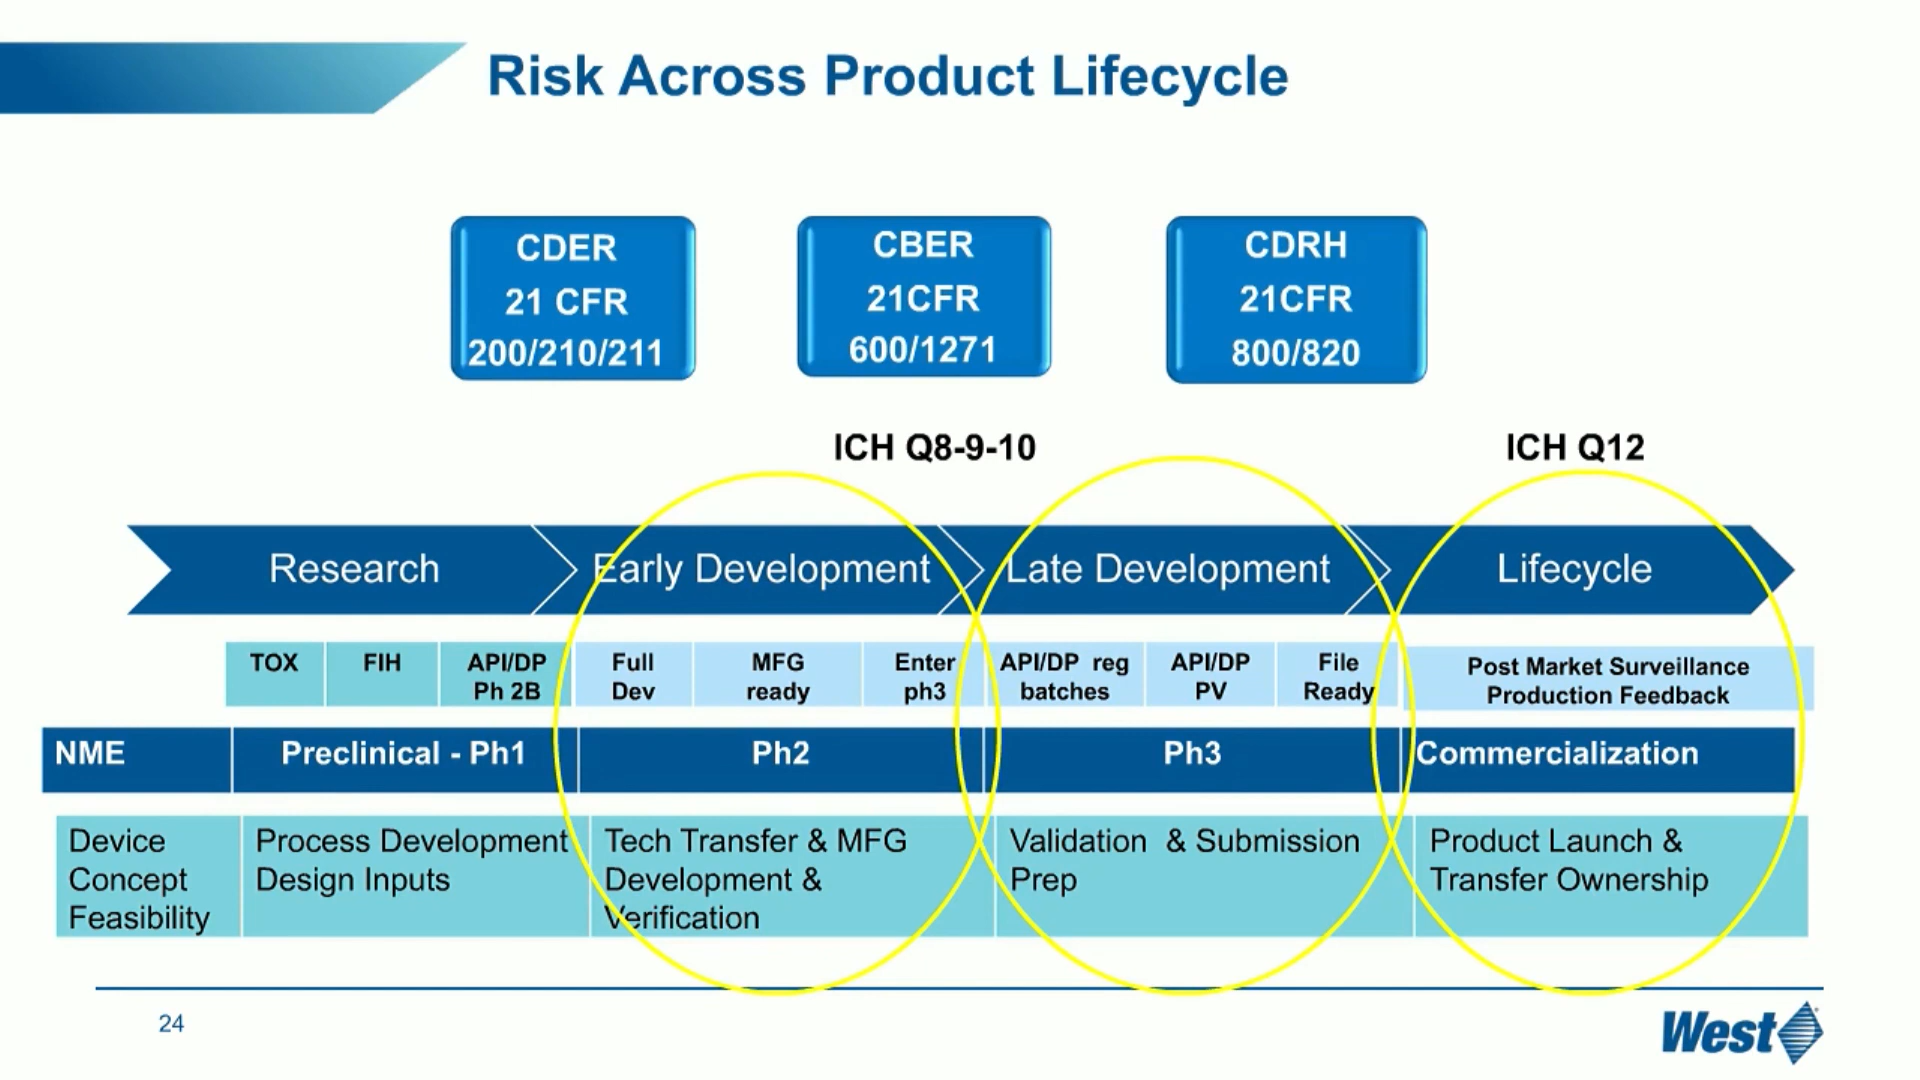 Risk Across Product Lifecycle
CDER
21 CFR
200/210/211
CBER
21CFR
600/1271
CDRH
21CFR
800/820
ICH Q8-9-10
ICH Q12
Research
Early Development
Late Development
Lifecycle
TOX
FIH
API/DP
Ph 2B
Full
Dev
MFG
ready
Enter
ph3
API/DP reg
batches
API/DP
PV
File
Ready
Post Market Surveillance
Production Feedback
NME
Preclinical - Ph1
Ph2
Ph3
Commercialization
Device
Concept
Feasibility
Process Development
Design Inputs
Tech Transfer & MFG
Development &
Verification
Validation & Submission
Prep
Product Launch &
Transfer Ownership
24
West